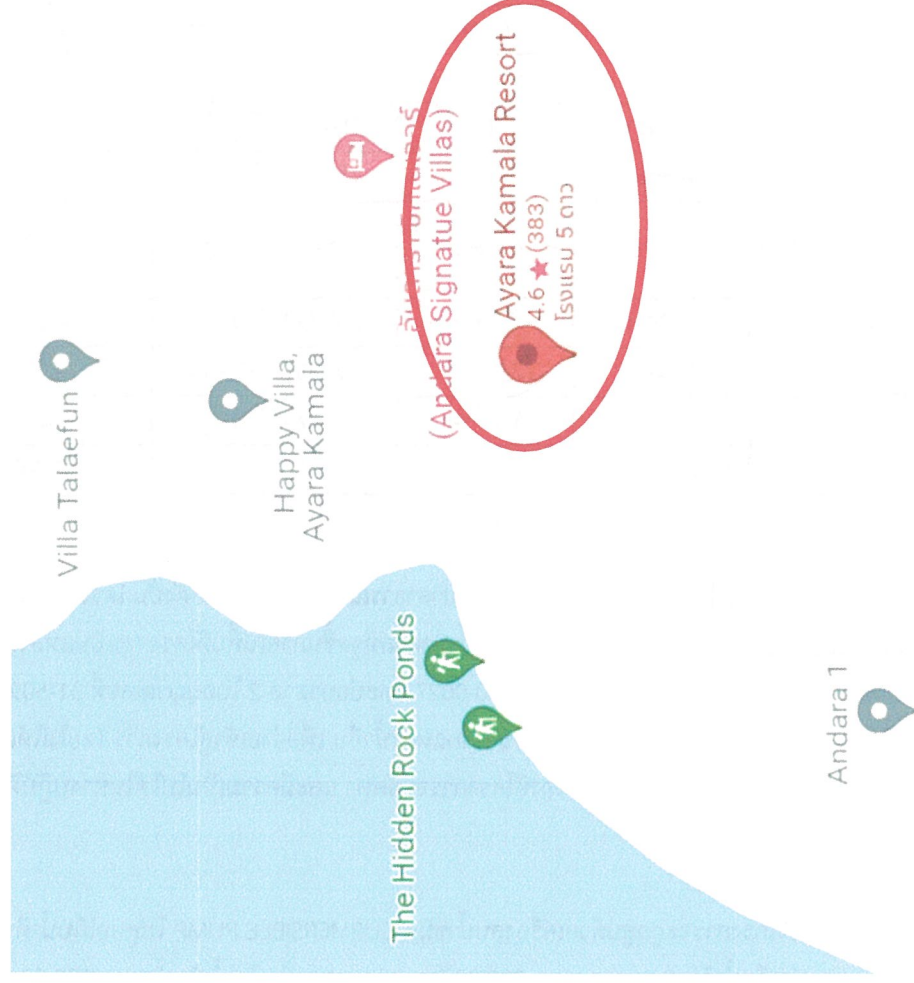 Villa Talaefun
Happy Villa,
Ayara Kamala
(Andara Signatue Villas)
Ayara Kamala Resort
4.6 ★ (383)
โรงแรม 5 ดาว
The Hidden Rock Ponds
Andara 1